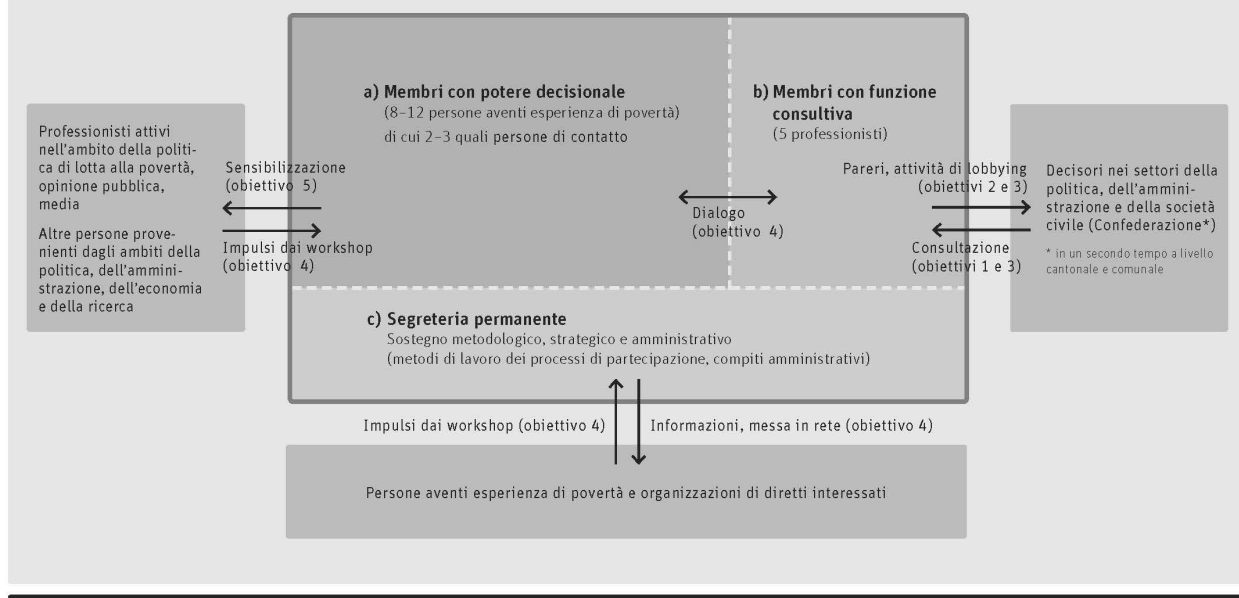 a) Membri con potere decisionale
(8–12 persone aventi esperienza di povertà)
di cui 2–3 quali persone di contatto
b) Membri con funzione
consultiva
(5 professionisti)
Professionisti attivi
nell'ambito della politi-
ca di lotta alla povertà,
opinione pubblica,
media
Altre persone prove-
nienti dagli ambiti della
politica, dell'ammini-
strazione, dell'economia
e della ricerca
Sensibilizzazione
(obiettivo 5)
Impulsi dai workshop
(obiettivo 4)
Dialogo
(obiettivo 4)
Pareri, attività di lobbying
(obiettivi 2 e 3)
Consultazione
(obiettivi 1 e 3)
Decisori nei settori della
politica, dell'ammini-
strazione e della società
civile (Confederazione*)
* in un secondo tempo a livello
cantonale e comunale
c) Segreteria permanente
Sostegno metodologico, strategico e amministrativo
(metodi di lavoro dei processi di partecipazione, compiti amministrativi)
Impulsi dai workshop (obiettivo 4)
Informazioni, messa in rete (obiettivo 4)
Persone aventi esperienza di povertà e organizzazioni di diretti interessati